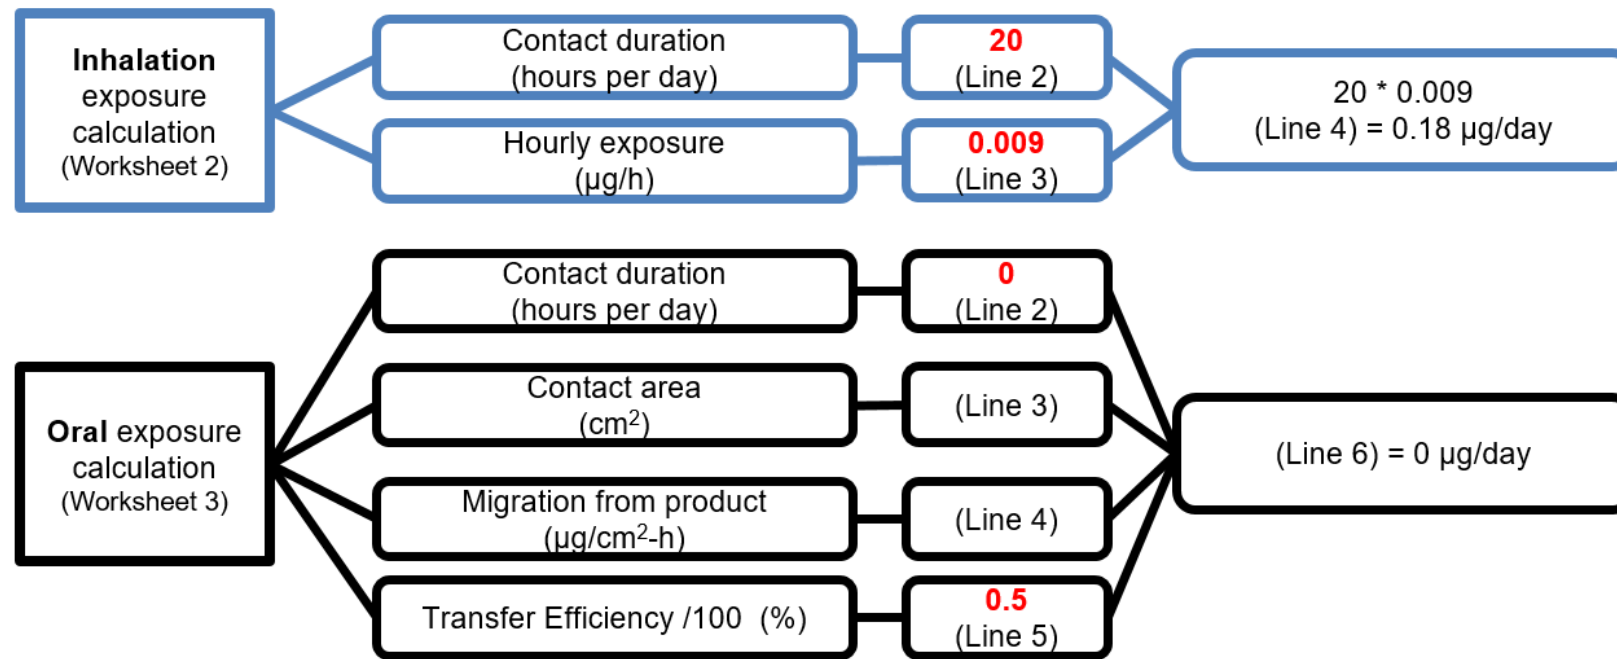 Inhalation
exposure
calculation
(Worksheet 2)
Contact duration
(hours per day)
20
(Line 2)
Hourly exposure
(µg/h)
0.009
(Line 3)
20 * 0.009
(Line 4) = 0.18 µg/day
Oral exposure
calculation
(Worksheet 3)
Contact duration
(hours per day)
0
(Line 2)
Contact area
(cm²)
(Line 3)
Migration from product
(µg/cm²-h)
(Line 4)
Transfer Efficiency /100 (%)
0.5
(Line 5)
(Line 6) = 0 µg/day